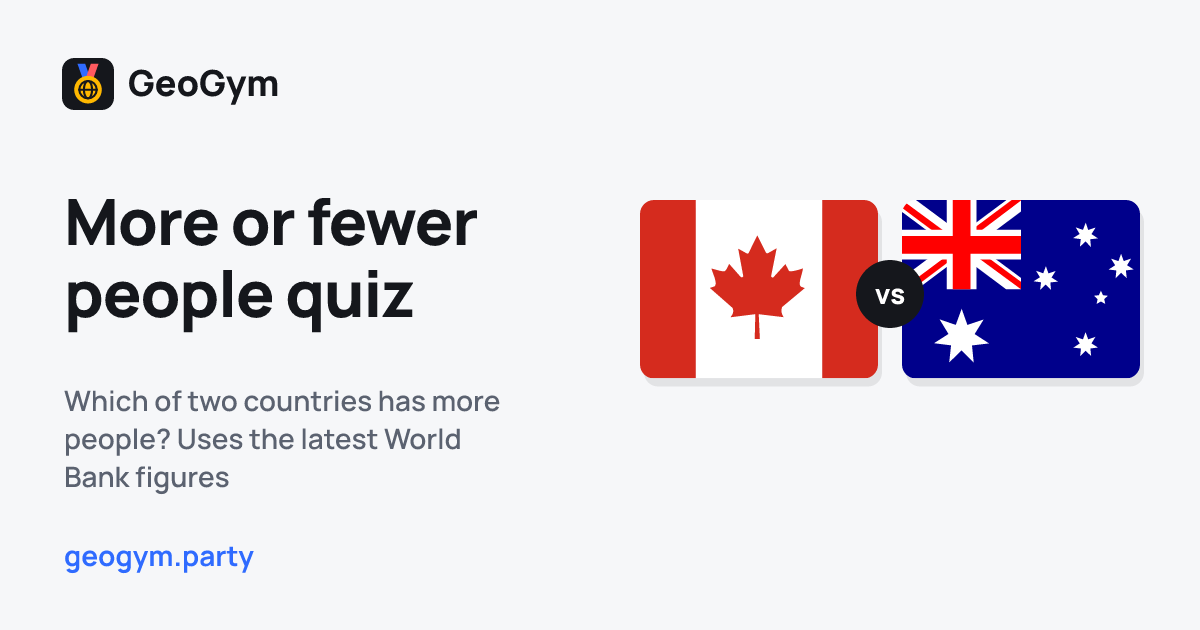 GeoGym
More or fewer
people quiz
Which of two countries has more
people? Uses the latest World
Bank figures
geogym.party
vs